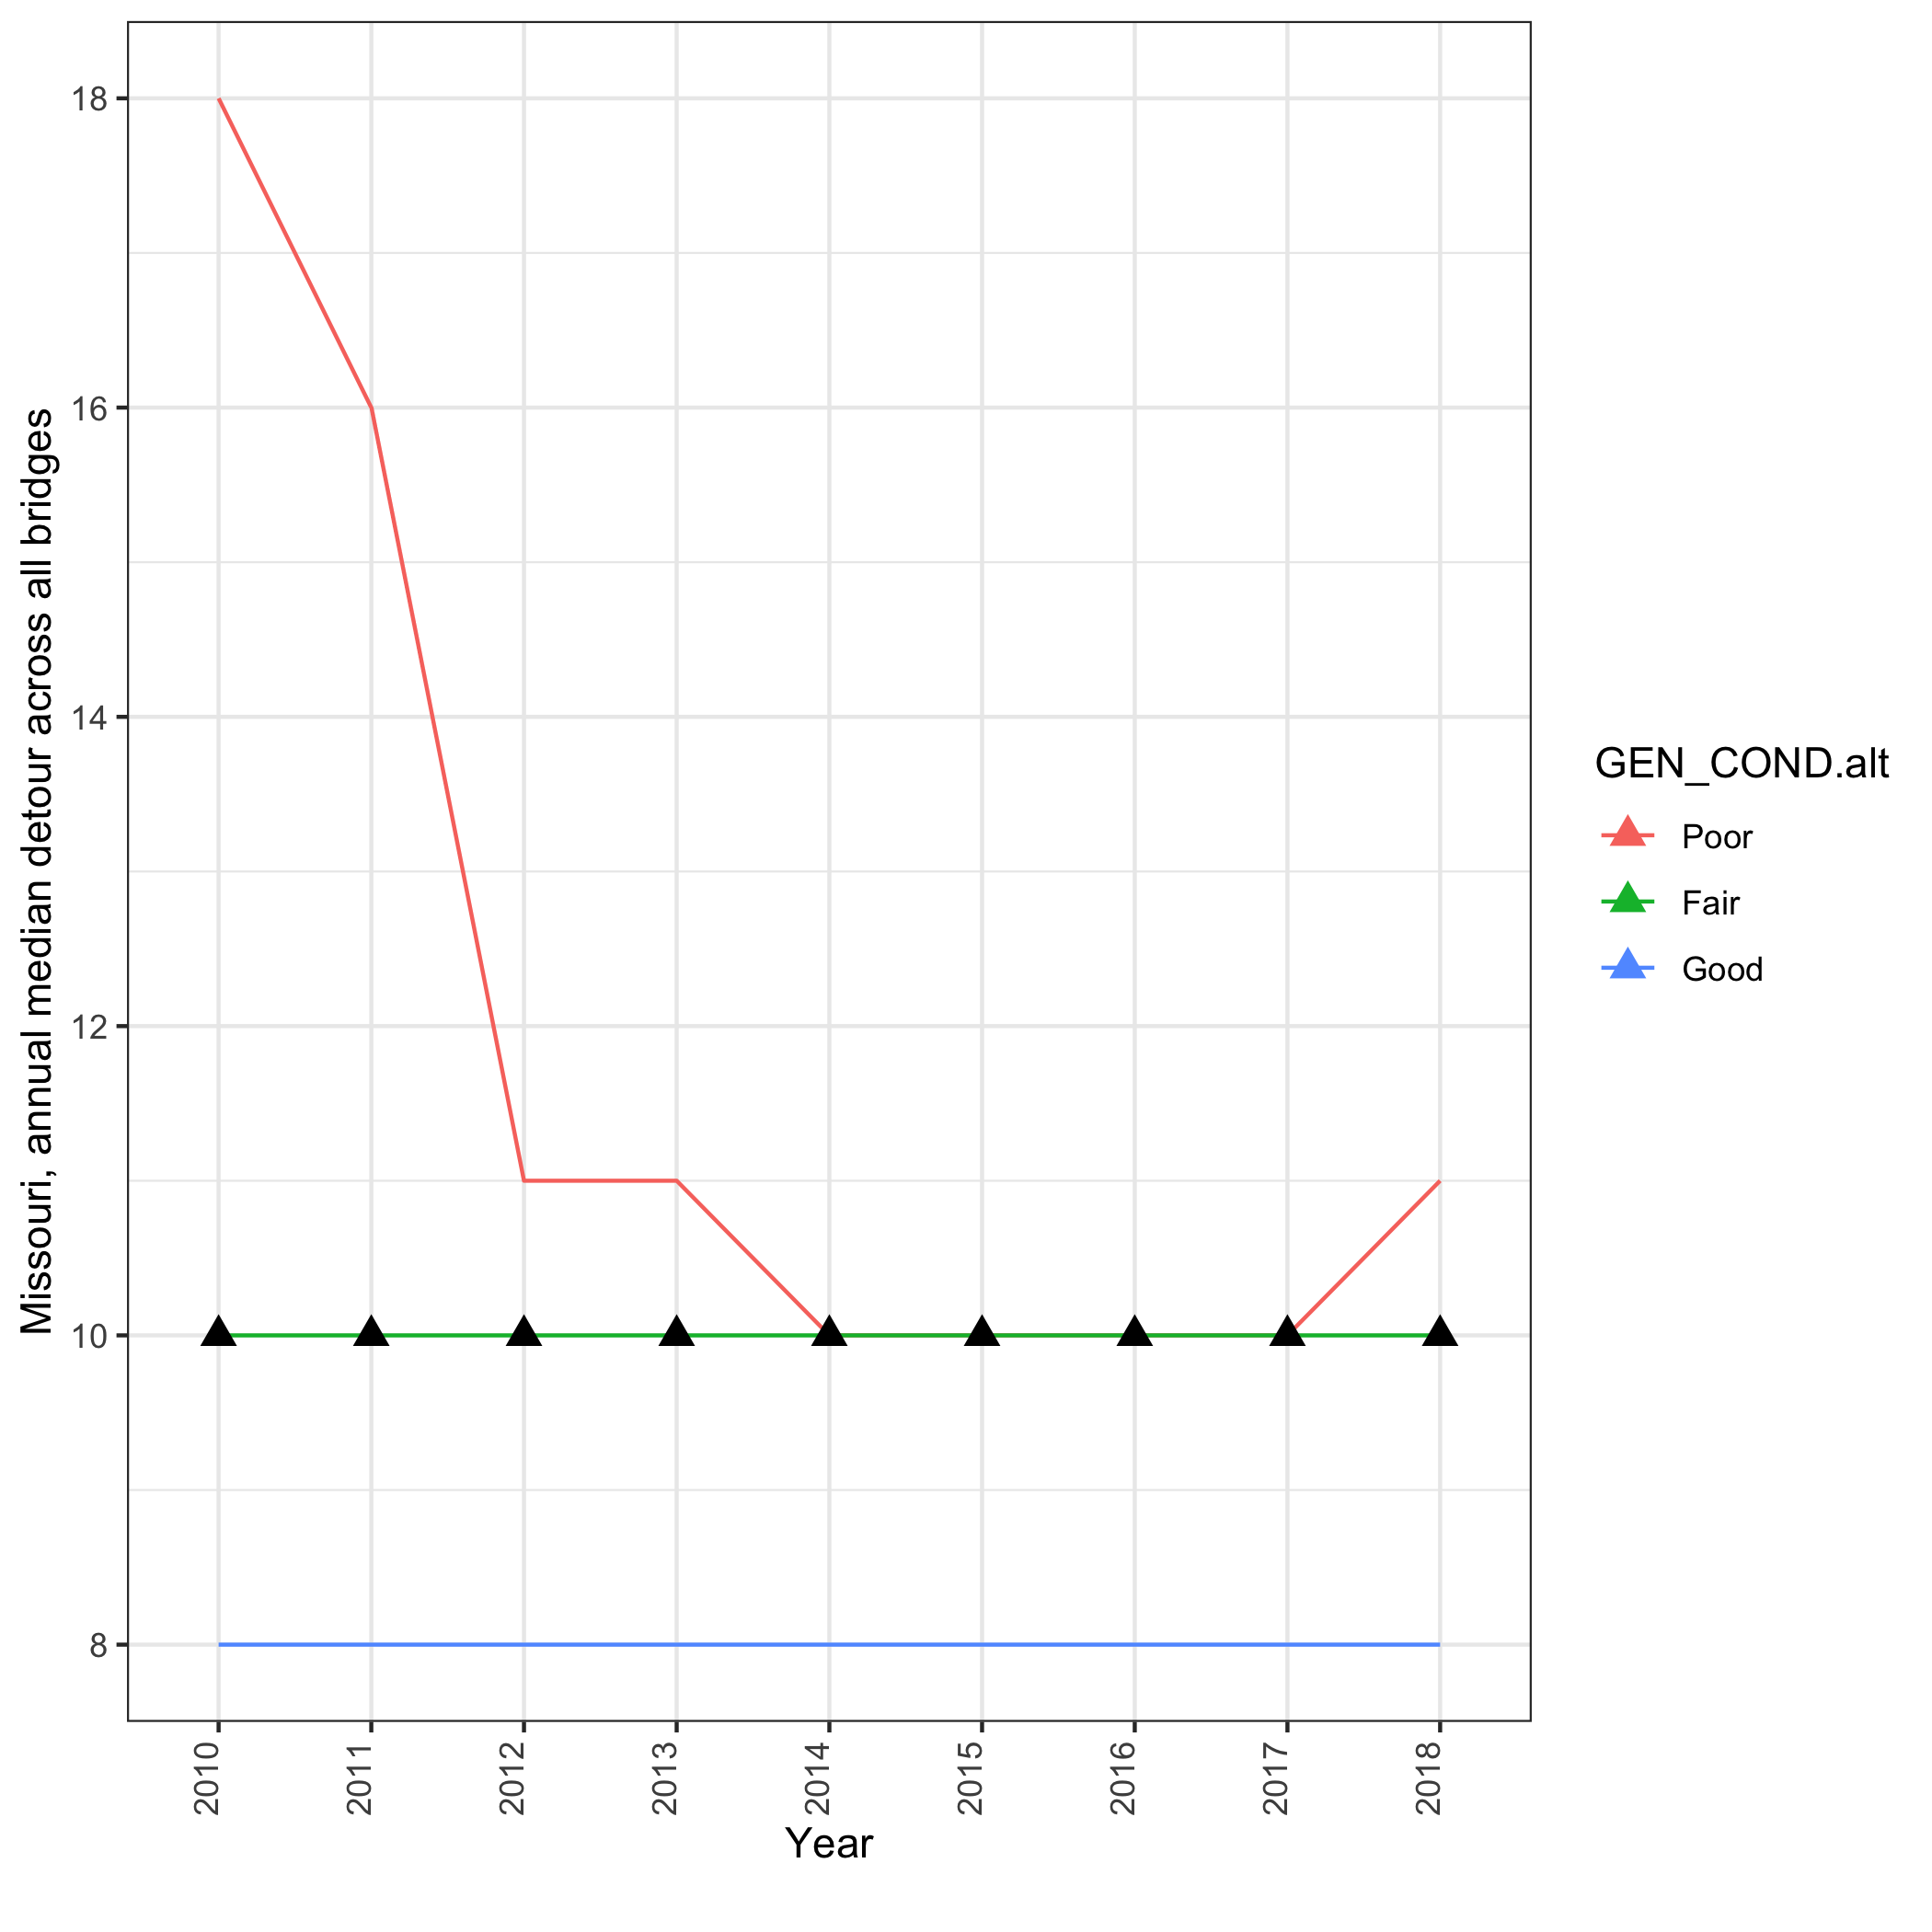 Missouri, annual median detour across all bridges
18
16
14
12
10
8
2010
2011
2012
2013
2014
2015
2016
2017
2018
Year
GEN_COND.alt
Poor
Fair
Good